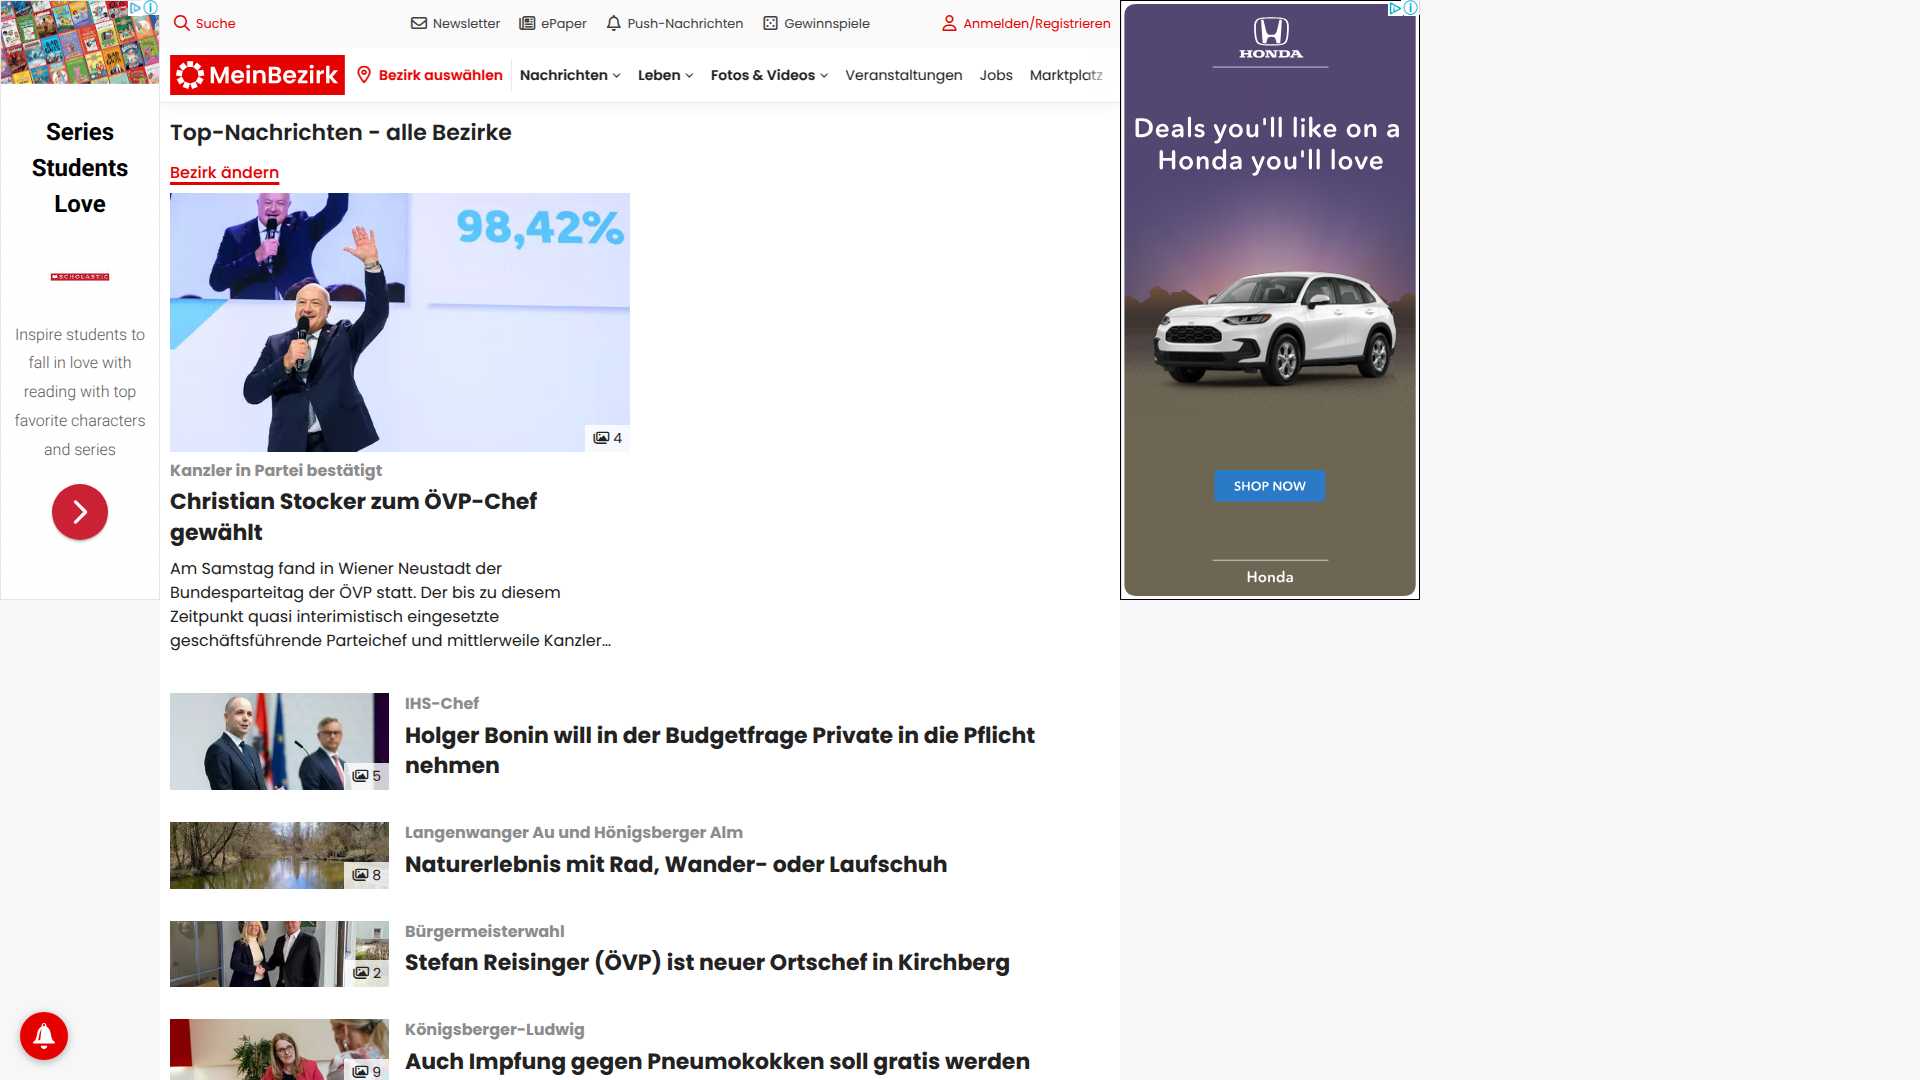 Suche
Newsletter
ePaper
Push-Nachrichten
Gewinnspiele
Anmelden/Registrieren
MeinBezirk
Bezirk auswählen
Nachrichten
Leben
Fotos & Videos
Veranstaltungen
Jobs
Marktplatz
Series
Students
Love
SCHOLASTIC
Inspire students to
fall in love with
reading with top
favorite characters
and series
Top-Nachrichten - alle Bezirke
Bezirk ändern
98,42%
4
Kanzler in Partei bestätigt
Christian Stocker zum ÖVP-Chef
gewählt
Am Samstag fand in Wiener Neustadt der
Bundesparteitag der ÖVP statt. Der bis zu diesem
Zeitpunkt quasi interimistisch eingesetzte
geschäftsführende Parteichef und mittlerweile Kanzler...
5
IHS-Chef
Holger Bonin will in der Budgetfrage Private in die Pflicht
nehmen
8
Langenwanger Au und Hönigsberger Alm
Naturerlebnis mit Rad, Wander- oder Laufschuh
2
Bürgermeisterwahl
Stefan Reisinger (ÖVP) ist neuer Ortschef in Kirchberg
9
Königsberger-Ludwig
Auch Impfung gegen Pneumokokken soll gratis werden
HONDA
Deals you'll like on a
Honda you'll love
SHOP NOW
Honda